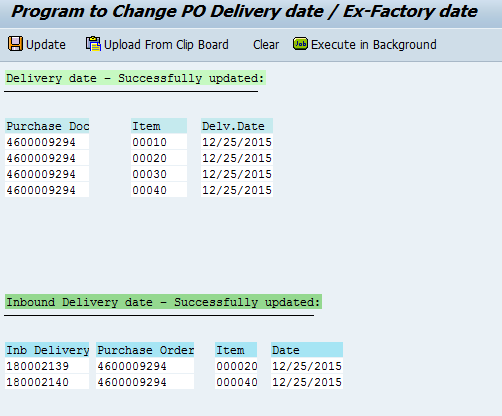 Program to Change PO Delivery date / Ex-Factory date
Update Upload From Clip Board Clear Job Execute in Background
Delivery date - Successfully updated:
Purchase Doc Item Delv.Date
4600009294 00010 12/25/2015
4600009294 00020 12/25/2015
4600009294 00030 12/25/2015
4600009294 00040 12/25/2015
Inbound Delivery date - Successfully updated:
Inb Delivery Purchase Order Item Date
180002139 4600009294 000020 12/25/2015
180002140 4600009294 000040 12/25/2015